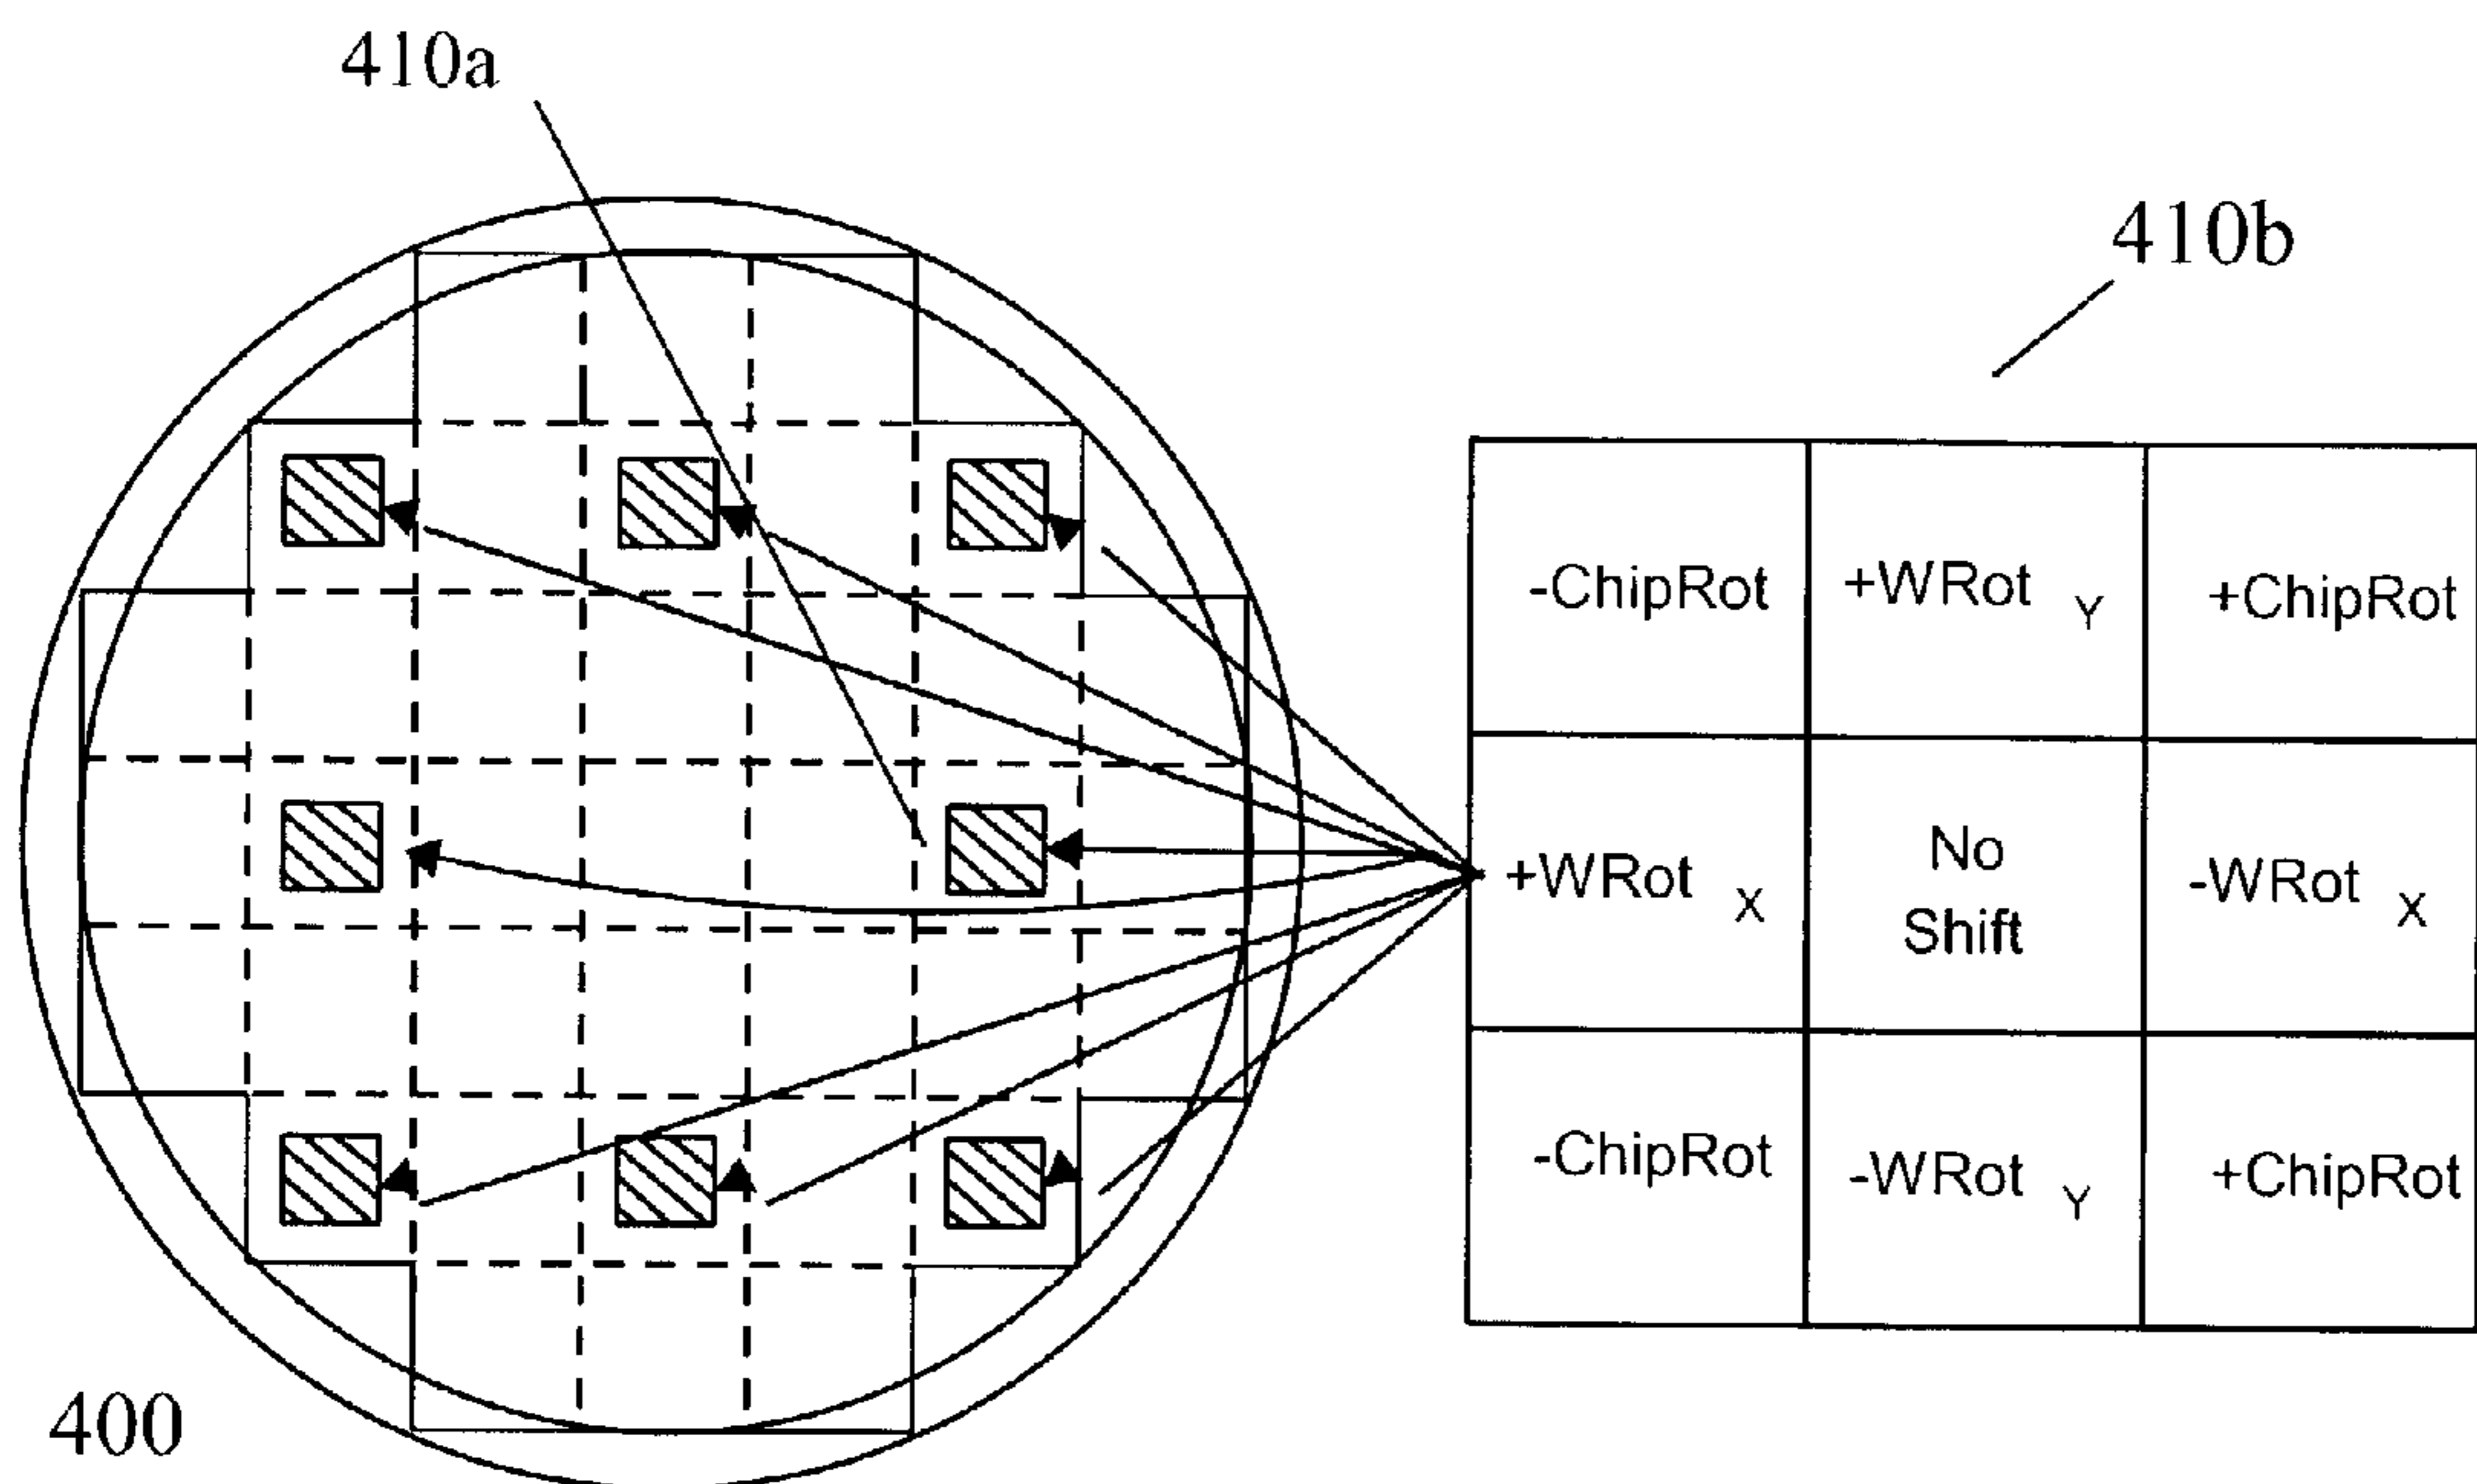 410a
410b
-ChipRot
+WRot Y
+ChipRot
+WRot X
No
Shift
-WRot X
-ChipRot
-WRot Y
+ChipRot
400